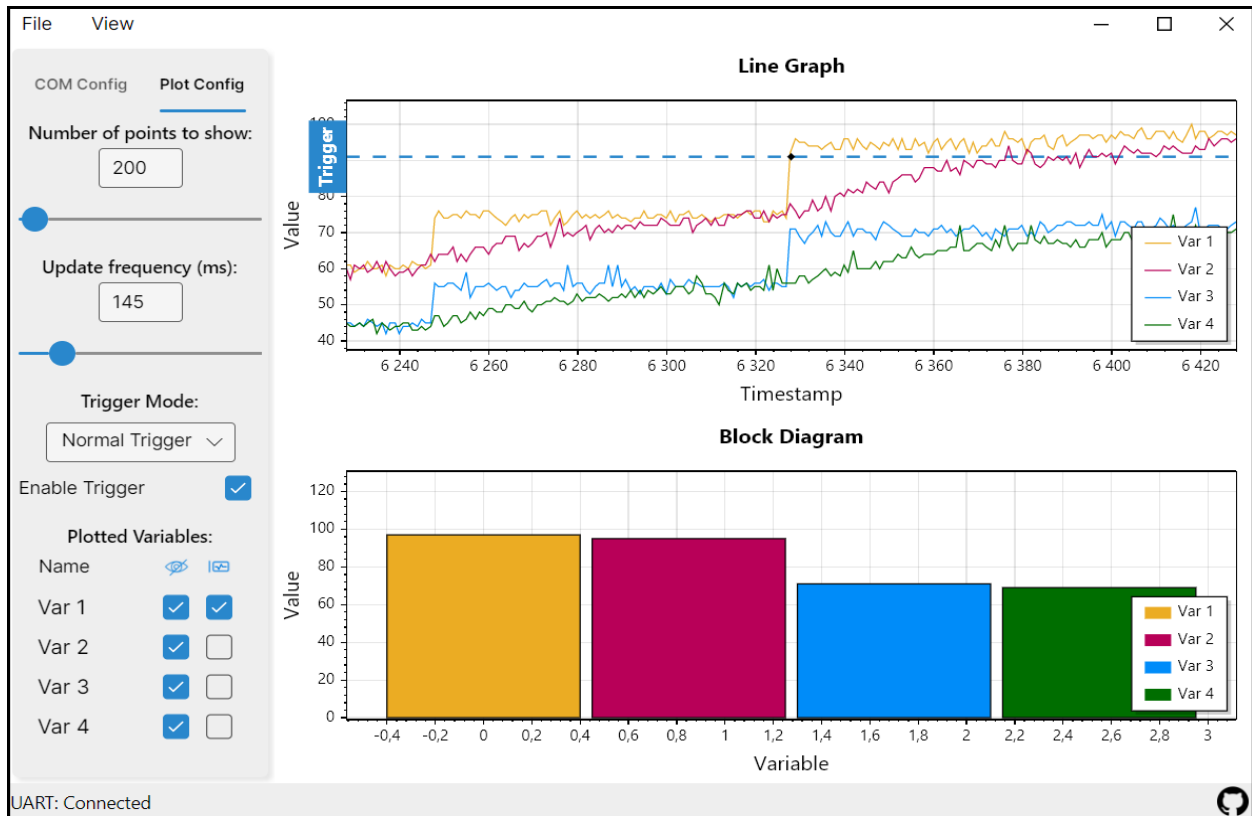 File View
COM Config Plot Config
Number of points to show:
200
Update frequency (ms):
145
Trigger Mode:
Normal Trigger
Enable Trigger
Plotted Variables:
Name
Var 1
Var 2
Var 3
Var 4
Line Graph
Trigger
Value
100
80
70
60
50
40
6 240 6 260 6 280 6 300 6 320 6 340 6 360 6 380 6 400 6 420
Timestamp
Var 1
Var 2
Var 3
Var 4
Block Diagram
Value
120
100
80
60
40
20
0
-0,4 -0,2 0 0,2 0,4 0,6 0,8 1 1,2 1,4 1,6 1,8 2 2,2 2,4 2,6 2,8 3
Variable
Var 1
Var 2
Var 3
Var 4
UART: Connected